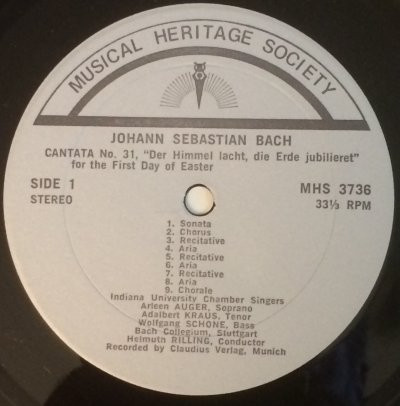 MUSICAL HERITAGE SOCIETY
JOHANN SEBASTIAN BACH
CANTATA No. 31, "Der Himmel lacht, die Erde jubilieret"
for the First Day of Easter
SIDE 1
STEREO
MHS 3736
33⅓ RPM
1. Sonata
2. Chorus
3. Recitative
4. Aria
5. Recitative
6. Aria
7. Recitative
8. Aria
9. Chorale
Indiana University Chamber Singers
Arleen AUGER, Soprano
Adalbert KRAUS, Tenor
Wolfgang SCHONE, Bass
Bach Collegium, Stuttgart
Helmuth RILLING, Conductor
Recorded by Claudius Verlag, Munich